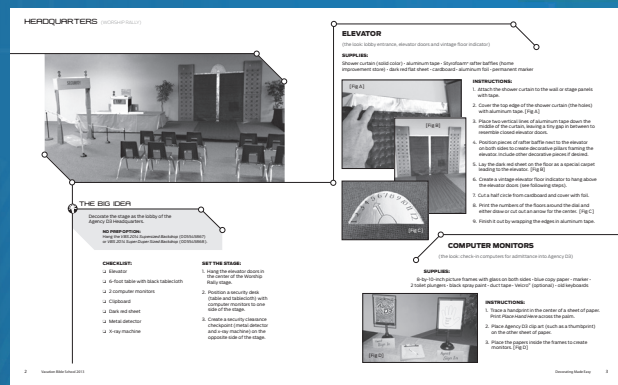 HEADQUARTERS (WORSHIP RALLY)
THE BIG IDEA
Decorate the stage as the lobby of the
Agency D3 Headquarters.
NO PREP OPTION:
CHECKLIST:
❑ Elevator
❑ 6-foot table with black tablecloth
❑ 2 computer monitors
❑ Clipboard
❑ Dark red sheet
❑ Metal detector
❑ X-ray machine
SET THE STAGE:
1. Hang the elevator doors in
the center of the Worship
Rally stage.
2. Position a security desk
(table and tablecloth) with
computer monitors to one
side of the stage.
3. Create a security clearance
checkpoint (metal detector
and x-ray machine) on the
opposite side of the stage.
2 Vacation Bible School 2013
ELEVATOR
(the look: lobby entrance, elevator doors and vintage floor indicator)
SUPPLIES:
Shower curtain (solid color) • aluminum tape • Styrofoam® rafter baffles (home
improvement store) • dark red flat sheet • cardboard • aluminum foil • permanent marker
[Fig A]
[Fig B]
[Fig C]
INSTRUCTIONS:
1. Attach the shower curtain to the wall or stage panels
with tape.
2. Cover the top edge of the shower curtain (the holes)
with aluminum tape. [Fig A]
3. Place two vertical lines of aluminum tape down the
middle of the curtain, leaving a tiny gap in between to
resemble closed elevator doors.
4. Position pieces of rafter baffle next to the elevator
on both sides to create decorative pillars framing the
elevator. Include other decorative pieces if desired.
5. Lay the dark red sheet on the floor as a special carpet
leading to the elevator. [Fig B]
6. Create a vintage elevator floor indicator to hang above
the elevator doors (see following steps).
7. Cut a half circle from cardboard and cover with foil.
8. Print the numbers of the floors around the dial and
either draw or cut out an arrow for the center. [Fig C]
9. Finish it out by wrapping the edges in aluminum tape.
COMPUTER MONITORS
(the look: check-in computers for admittance into Agency D3)
SUPPLIES:
8-by-10-inch picture frames with glass on both sides • blue copy paper • marker •
2 toilet plungers • black spray paint • duct tape • Velcro® (optional) • old keyboards
[Fig D]
INSTRUCTIONS:
1. Trace a handprint in the center of a sheet of paper.
Print Place Hand Here across the palm.
2. Place Agency D3 clip art (such as a thumbprint)
on the other sheet of paper.
3. Place the papers inside the frames to create
monitors. [Fig D]
Decorating Made Easy 3